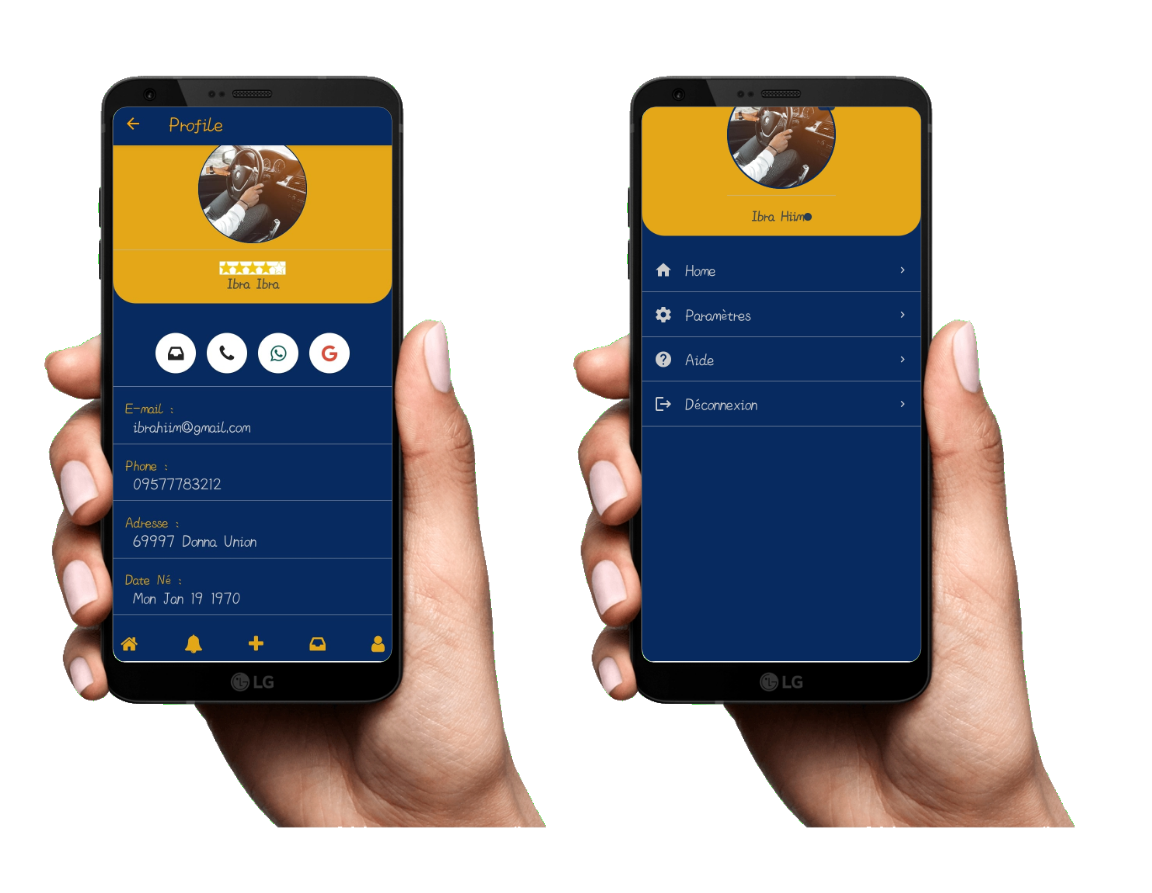 Profile
Ibra Ibra
G
E-mail :
ibrahiim@gmail.com
Phone :
09577783212
Adresse :
69997 Donna Union
Date Né :
Mon Jan 19 1970
LG
Ibra Hiim
Home
Paramètres
Aide
Déconnexion
LG